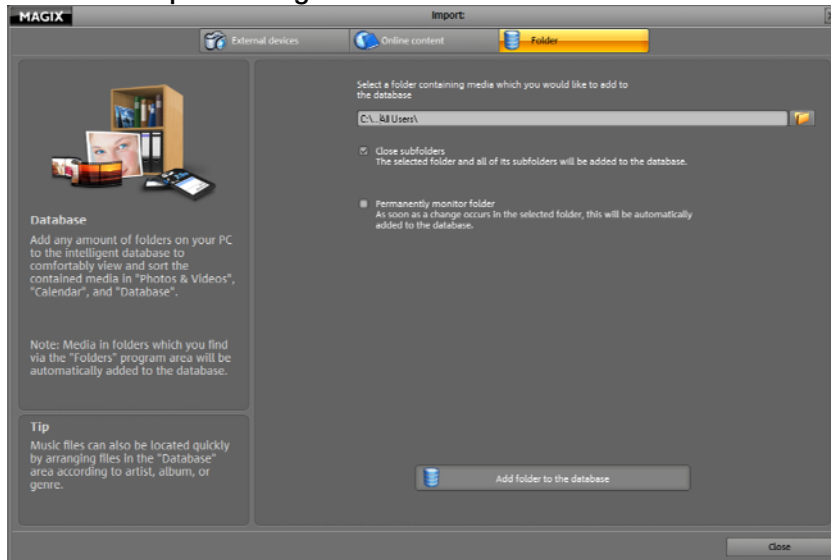 MAGIX
Import:
External devices
Online content
Folder
Database
Add any amount of folders on your PC
to the intelligent database to
comfortably view and sort the
contained media in "Photos & Videos",
"Calendar", and "Database".
Note: Media in folders which you find
via the "Folders" program area will be
automatically added to the database.
Tip
Music files can also be located quickly
by arranging files in the "Database"
area according to artist, album, or
genre.
Select a folder containing media which you would like to add to
the database
C:\...\All Users\
Close subfolders
The selected folder and all of its subfolders will be added to the database.
Permanently monitor folder
As soon as a change occurs in the selected folder, this will be automatically
added to the database.
Add folder to the database
Close